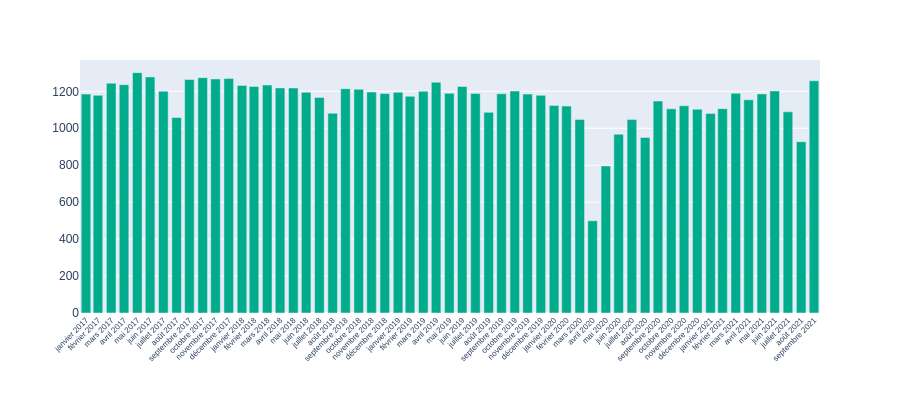 1200
1000
800
600
400
200
0
janvier 2017
février 2017
mars 2017
avril 2017
mai 2017
juin 2017
juillet 2017
août 2017
septembre 2017
octobre 2017
novembre 2017
décembre 2017
janvier 2018
février 2018
mars 2018
avril 2018
mai 2018
juin 2018
juillet 2018
août 2018
septembre 2018
octobre 2018
novembre 2018
décembre 2018
janvier 2019
février 2019
mars 2019
avril 2019
mai 2019
juin 2019
juillet 2019
août 2019
septembre 2019
octobre 2019
novembre 2019
décembre 2019
janvier 2020
février 2020
mars 2020
avril 2020
mai 2020
juin 2020
juillet 2020
août 2020
septembre 2020
octobre 2020
novembre 2020
décembre 2020
janvier 2021
février 2021
mars 2021
avril 2021
mai 2021
juin 2021
juillet 2021
août 2021
septembre 2021